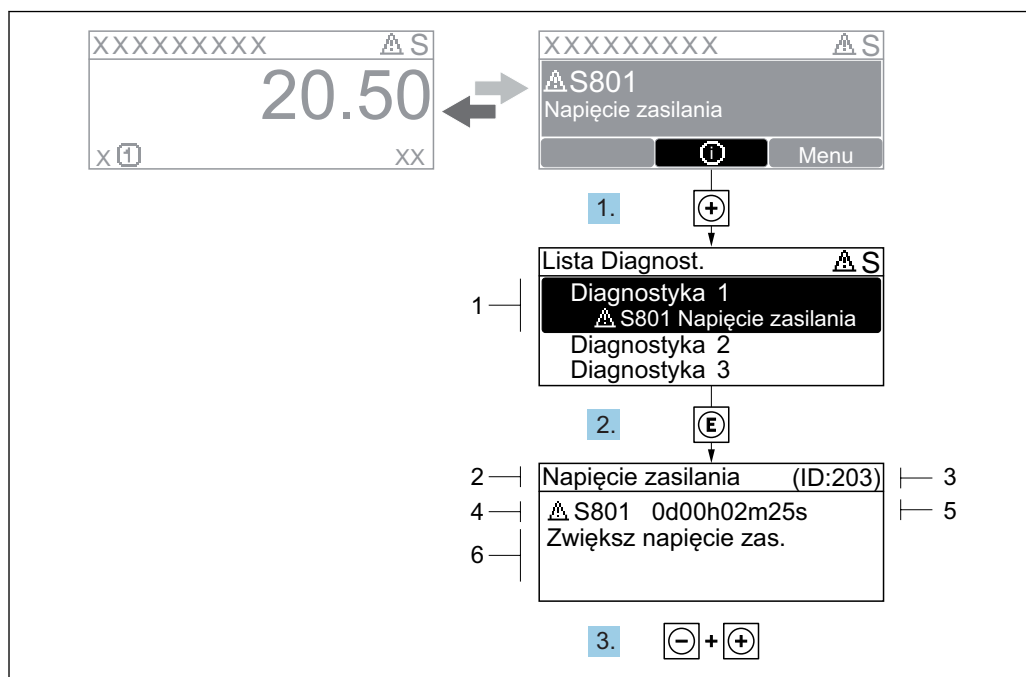 XXXXXXXXX S
20.50
X 1 XX
XXXXXXXXX S
S801
Napięcie zasilania
i Menu
1. +
Lista Diagnost. S
1
Diagnostyka 1
S801 Napięcie zasilania
Diagnostyka 2
Diagnostyka 3
2. E
2 Napięcie zasilania (ID:203) 3
4 S801 0d00h02m25s 5
6 Zwiększ napięcie zas.
3. - + +